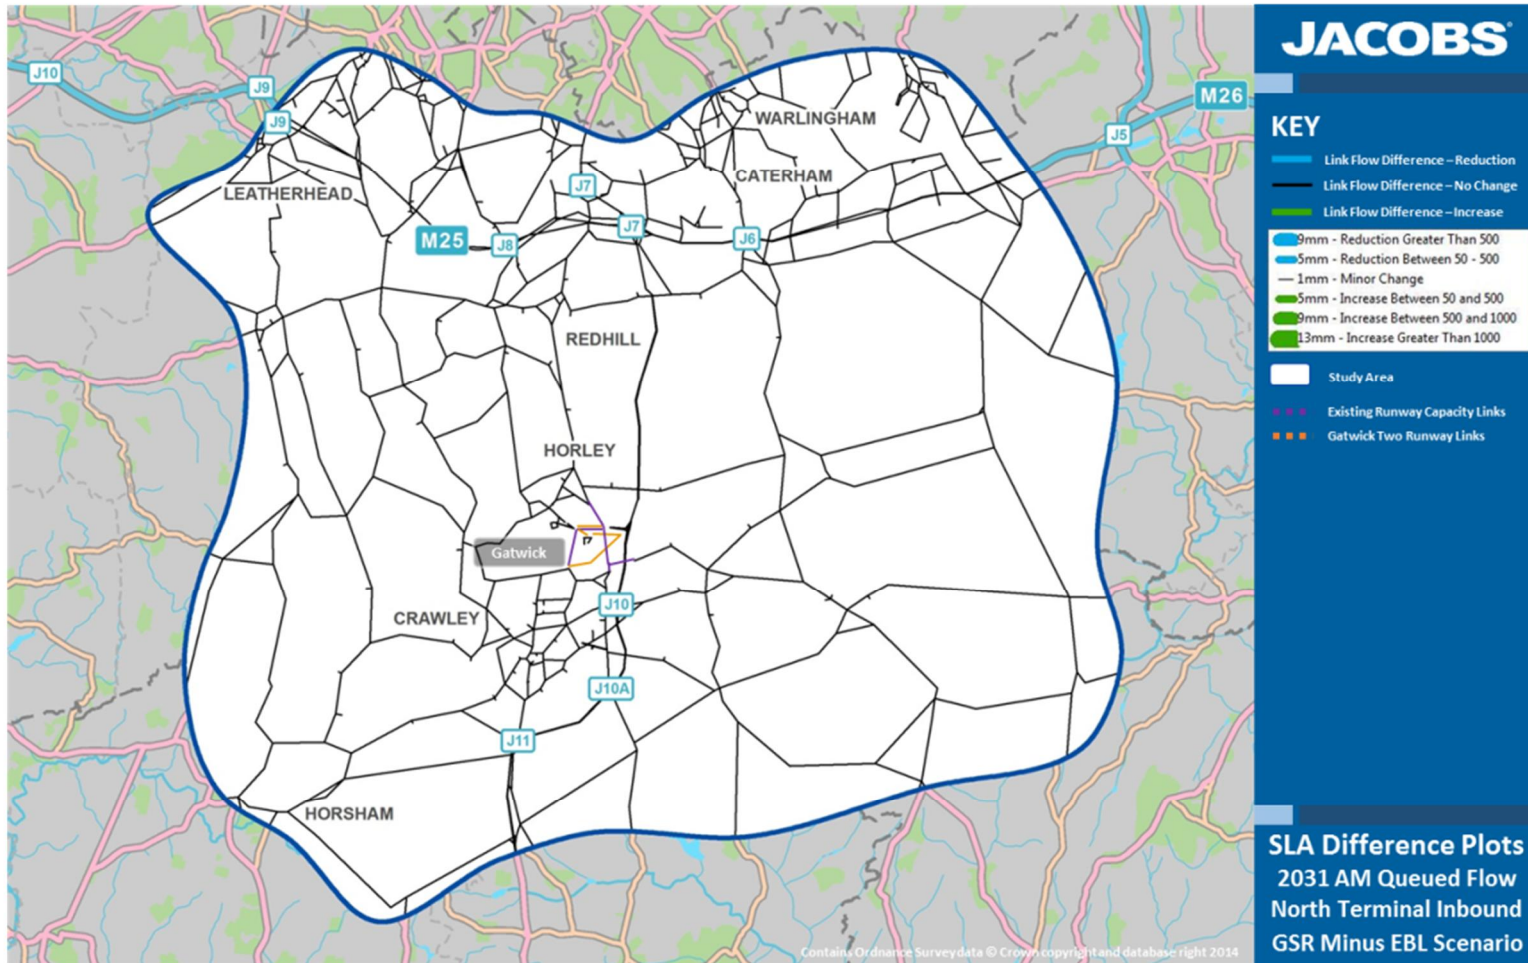 JACOBS
J10
J9
J9
M26
J5
WARLINGHAM
CATERHAM
LEATHERHEAD
J7
J7
M25
J8
J6
REDHILL
HORLEY
Gatwick
CRAWLEY
J10
J10A
J11
HORSHAM
KEY
Link Flow Difference – Reduction
Link Flow Difference – No Change
Link Flow Difference – Increase
9mm - Reduction Greater Than 500
5mm - Reduction Between 50 - 500
1mm - Minor Change
5mm - Increase Between 50 and 500
9mm - Increase Between 500 and 1000
13mm - Increase Greater Than 1000
Study Area
Existing Runway Capacity Links
Gatwick Two Runway Links
SLA Difference Plots
2031 AM Queued Flow
North Terminal Inbound
GSR Minus EBL Scenario
Contains Ordnance Survey data © Crown copyright and database right 2014